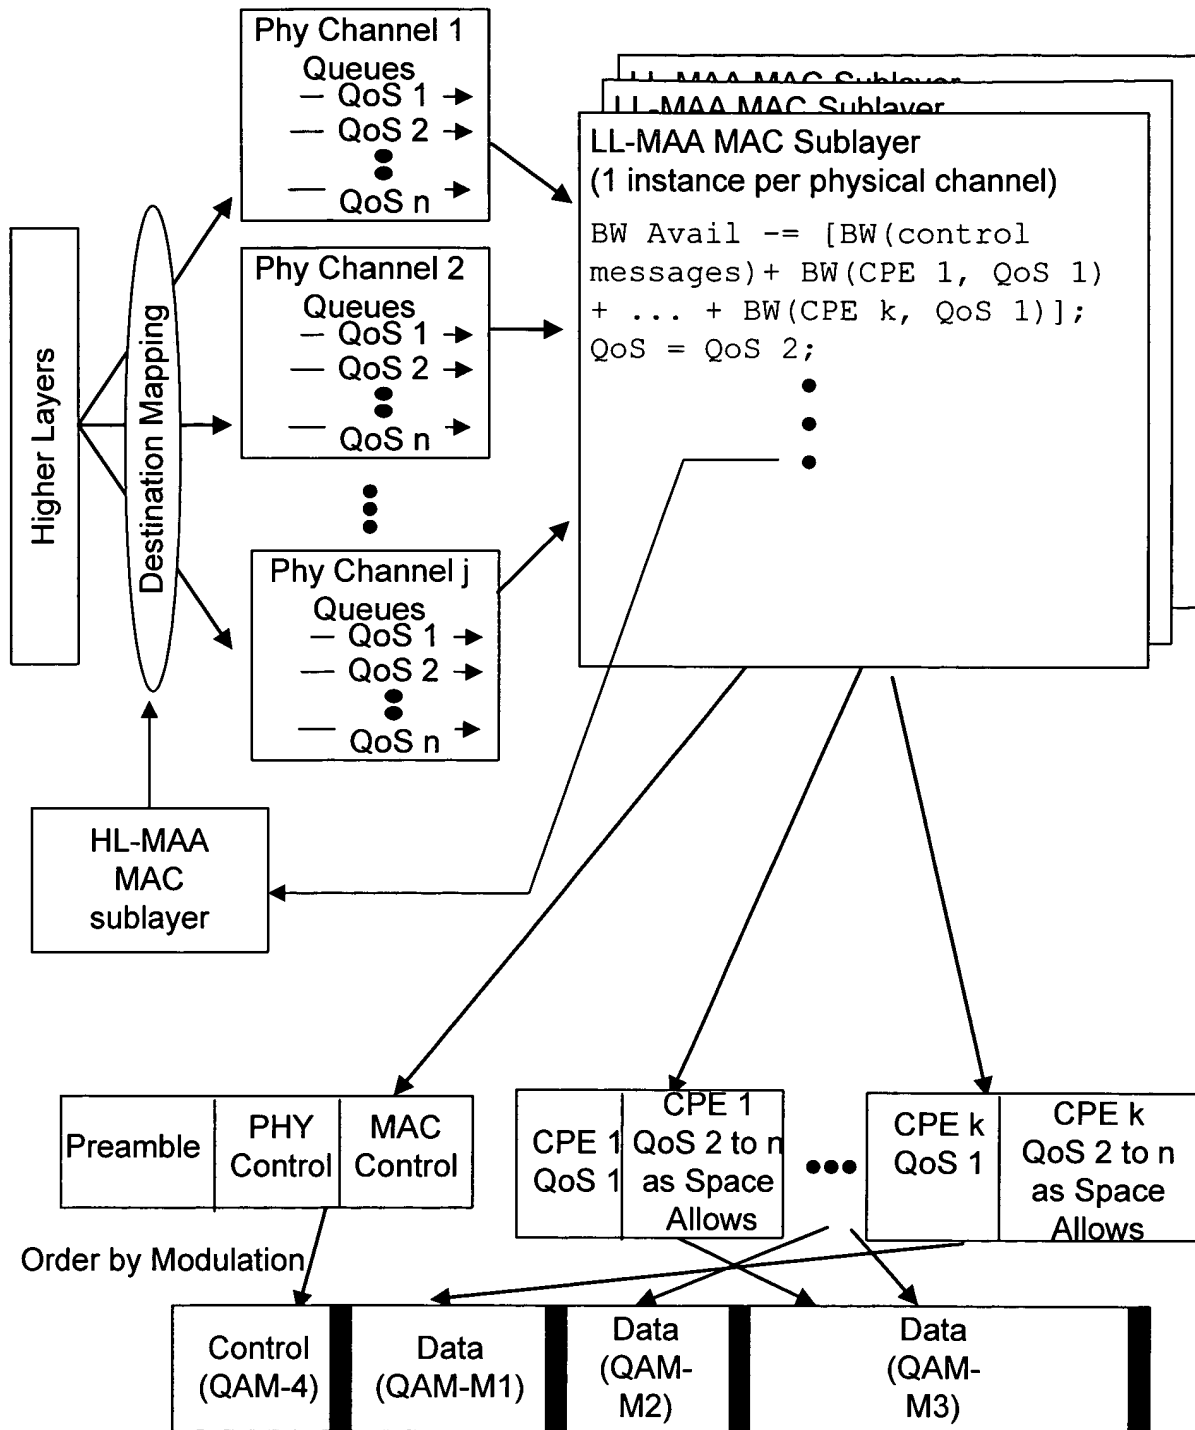 Higher Layers
Destination Mapping
Phy Channel 1
Queues
QoS 1
QoS 2
QoS n
Phy Channel 2
Queues
QoS 1
QoS 2
QoS n
Phy Channel j
Queues
QoS 1
QoS 2
QoS n
HL-MAA
MAC
sublayer
LL-MAA MAC Sublayer
LL-MAA MAC Sublayer
LL-MAA MAC Sublayer
(1 instance per physical channel)
BW Avail -= [BW(control
messages)+ BW(CPE 1, QoS 1)
+ ... + BW(CPE k, QoS 1)];
QoS = QoS 2;
Preamble
PHY
Control
MAC
Control
CPE 1
QoS 1
CPE 1
QoS 2 to n
as Space
Allows
CPE k
QoS 1
CPE k
QoS 2 to n
as Space
Allows
Order by Modulation
Control
(QAM-4)
Data
(QAM-M1)
Data
(QAM-
M2)
Data
(QAM-
M3)